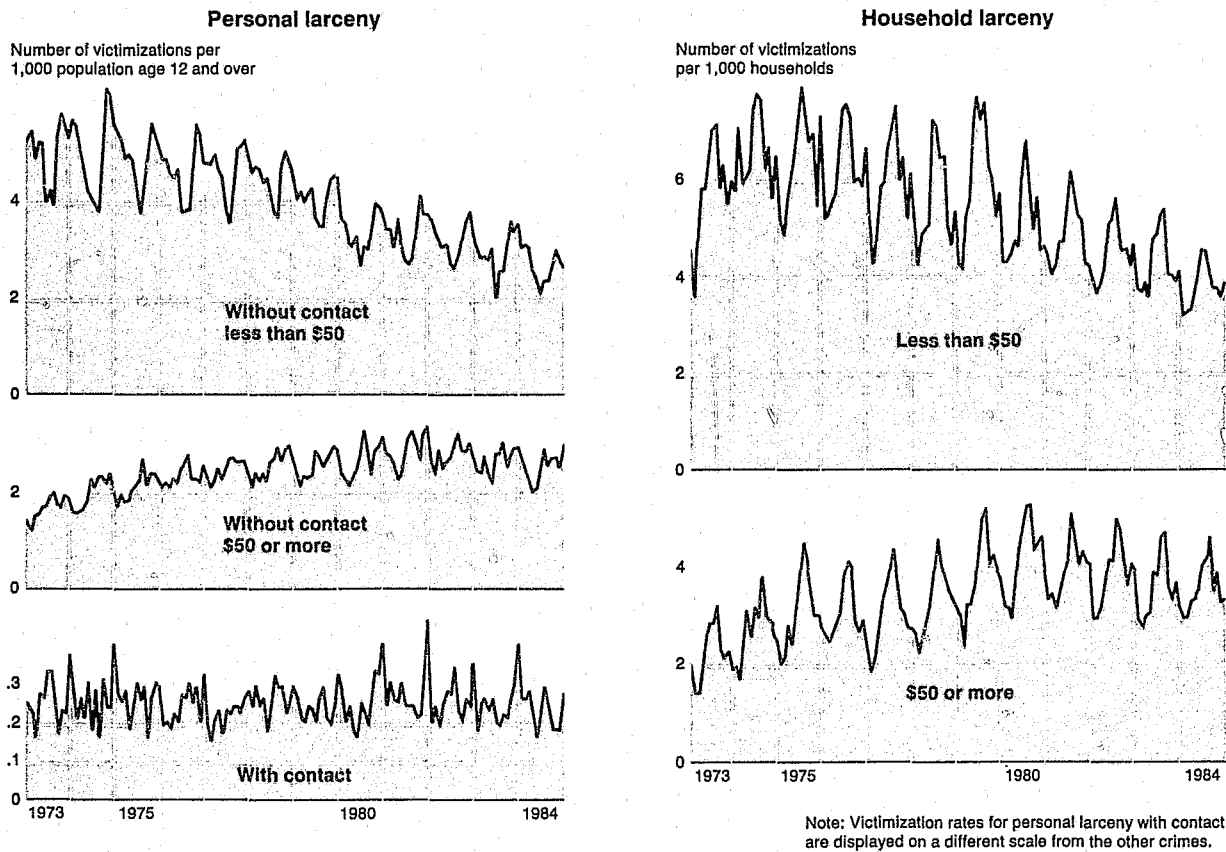 Personal larceny
Number of victimizations per
1,000 population age 12 and over
4
2
0
Without contact
less than $50
2
0
Without contact
$50 or more
.3
.2
.1
0
With contact
1973
1975
1980
1984
Household larceny
Number of victimizations
per 1,000 households
6
4
2
0
Less than $50
4
2
0
$50 or more
1973
1975
1980
1984
Note: Victimization rates for personal larceny with contact
are displayed on a different scale from the other crimes.